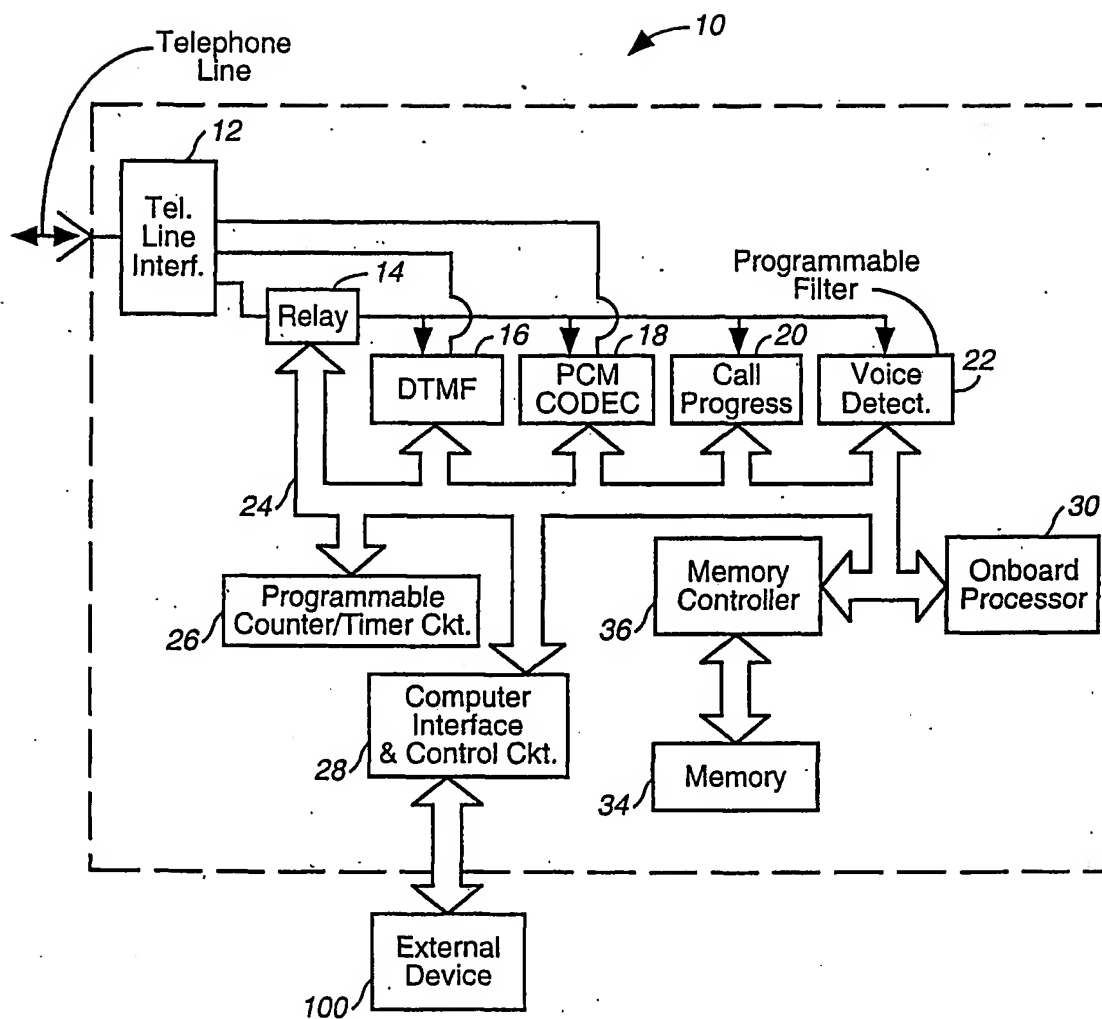 10
Telephone
Line
12
Tel.
Line
Interf.
14
Relay
Programmable
Filter
16
DTMF
18
PCM
CODEC
20
Call
Progress
22
Voice
Detect.
24
26
Programmable
Counter/Timer Ckt.
36
Memory
Controller
30
Onboard
Processor
28
Computer
Interface
& Control Ckt.
34
Memory
100
External
Device